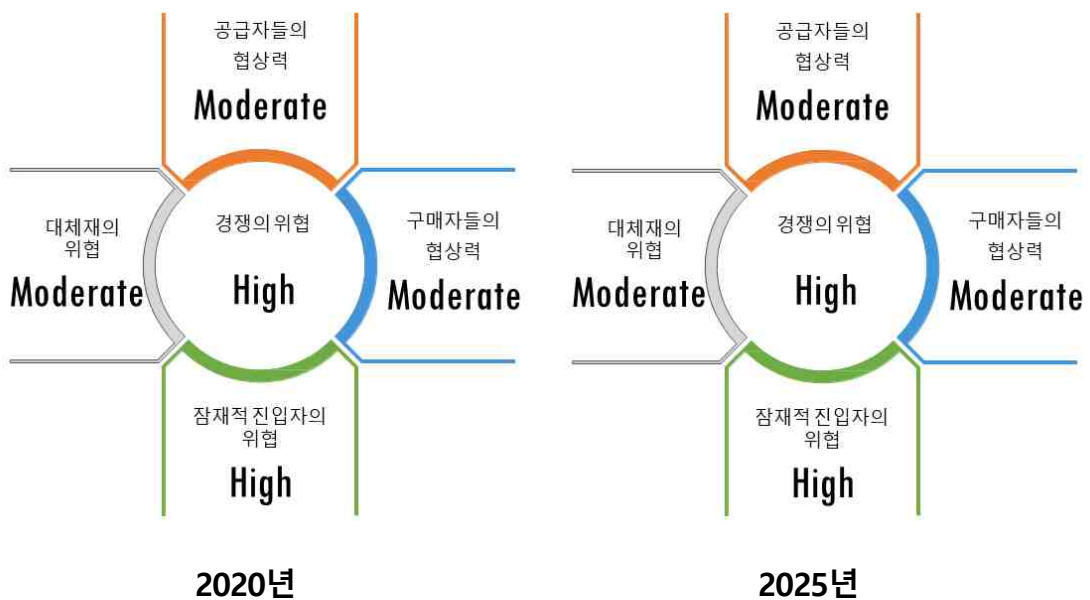 공급자들의
협상력
Moderate
대체재의
위협
Moderate
경쟁의 위협
High
구매자들의
협상력
Moderate
잠재적 진입자의
위협
High
2020년
공급자들의
협상력
Moderate
대체재의
위협
Moderate
경쟁의 위협
High
구매자들의
협상력
Moderate
잠재적 진입자의
위협
High
2025년